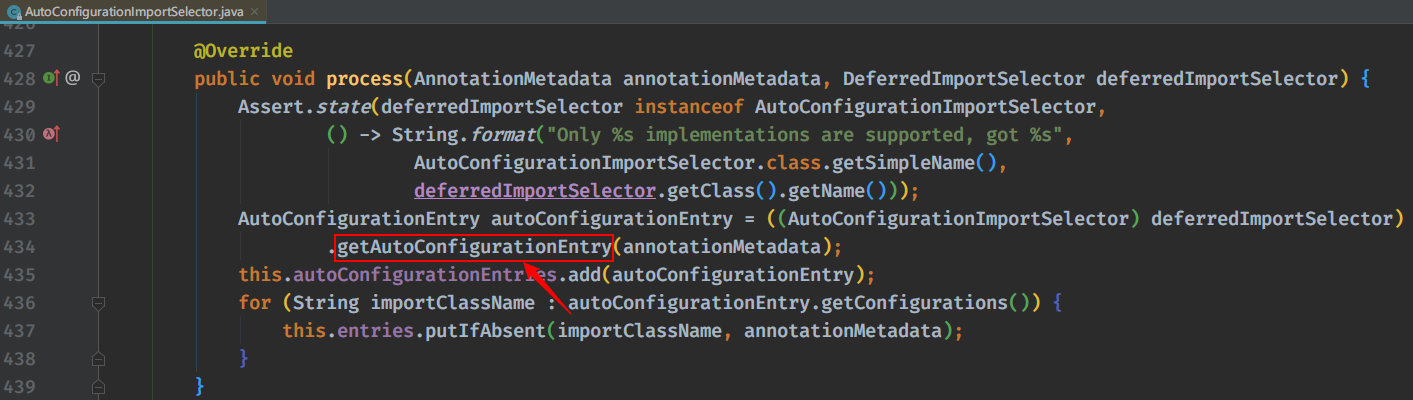 AutoConfigurationImportSelector.java ×
426
427 @Override
428 @ public void process(AnnotationMetadata annotationMetadata, DeferredImportSelector deferredImportSelector) {
429 Assert.state(deferredImportSelector instanceof AutoConfigurationImportSelector,
430 () -> String.format("Only %s implementations are supported, got %s",
431 AutoConfigurationImportSelector.class.getSimpleName(),
432 deferredImportSelector.getClass().getName()));
433 AutoConfigurationEntry autoConfigurationEntry = ((AutoConfigurationImportSelector) deferredImportSelector)
434 .getAutoConfigurationEntry(annotationMetadata);
435 this.autoConfigurationEntries.add(autoConfigurationEntry);
436 for (String importClassName : autoConfigurationEntry.getConfigurations()) {
437 this.entries.putIfAbsent(importClassName, annotationMetadata);
438 }
439 }